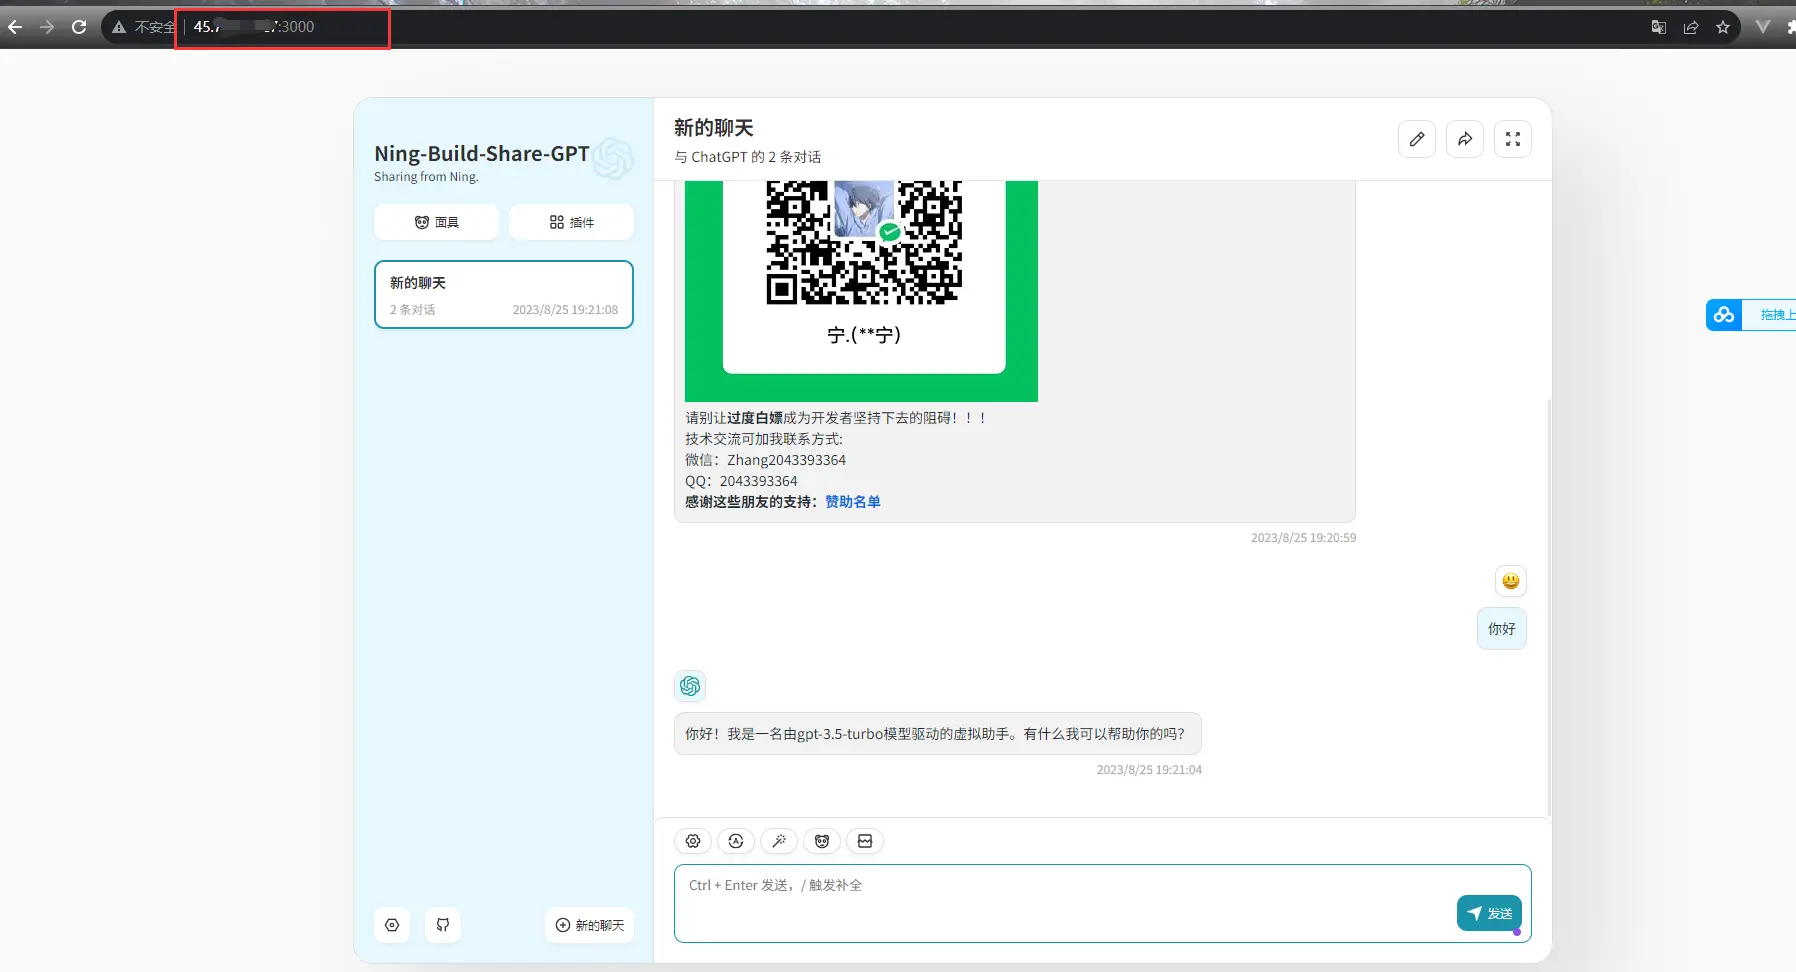 不安全
45.
:3000
Ning-Build-Share-GPT
Sharing from Ning.
面具
插件
新的聊天
2 条对话
2023/8/25 19:21:08
新的聊天
与 ChatGPT 的 2 条对话
宁.(**宁)
请别让过度白嫖成为开发者坚持下去的阻碍！！！
技术交流可加我联系方式:
微信：Zhang2043393364
QQ：2043393364
感谢这些朋友的支持：赞助名单
2023/8/25 19:20:59
你好
你好！我是一名由gpt-3.5-turbo模型驱动的虚拟助手。有什么我可以帮助你的吗？
2023/8/25 19:21:04
Ctrl + Enter 发送，/ 触发补全
发送
新的聊天
拖拽上